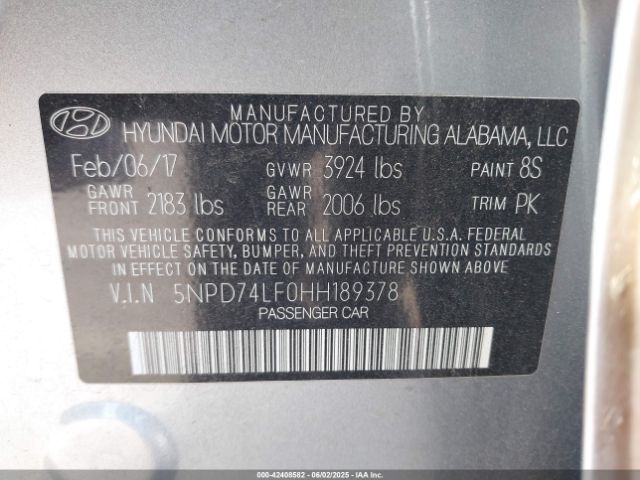 MANUFACTURED BY
HYUNDAI MOTOR MANUFACTURING ALABAMA, LLC
Feb/06/17 GVWR 3924 lbs PAINT 8S
GAWR FRONT 2183 lbs GAWR REAR 2006 lbs TRIM PK
THIS VEHICLE CONFORMS TO ALL APPLICABLE U.S.A. FEDERAL
MOTOR VEHICLE SAFETY, BUMPER, AND THEFT PREVENTION STANDARDS
IN EFFECT ON THE DATE OF MANUFACTURE SHOWN ABOVE.
V.I.N 5NPD74LF0HH189378
PASSENGER CAR
000-42408582 | 06/02/2025 | IAAI.COM